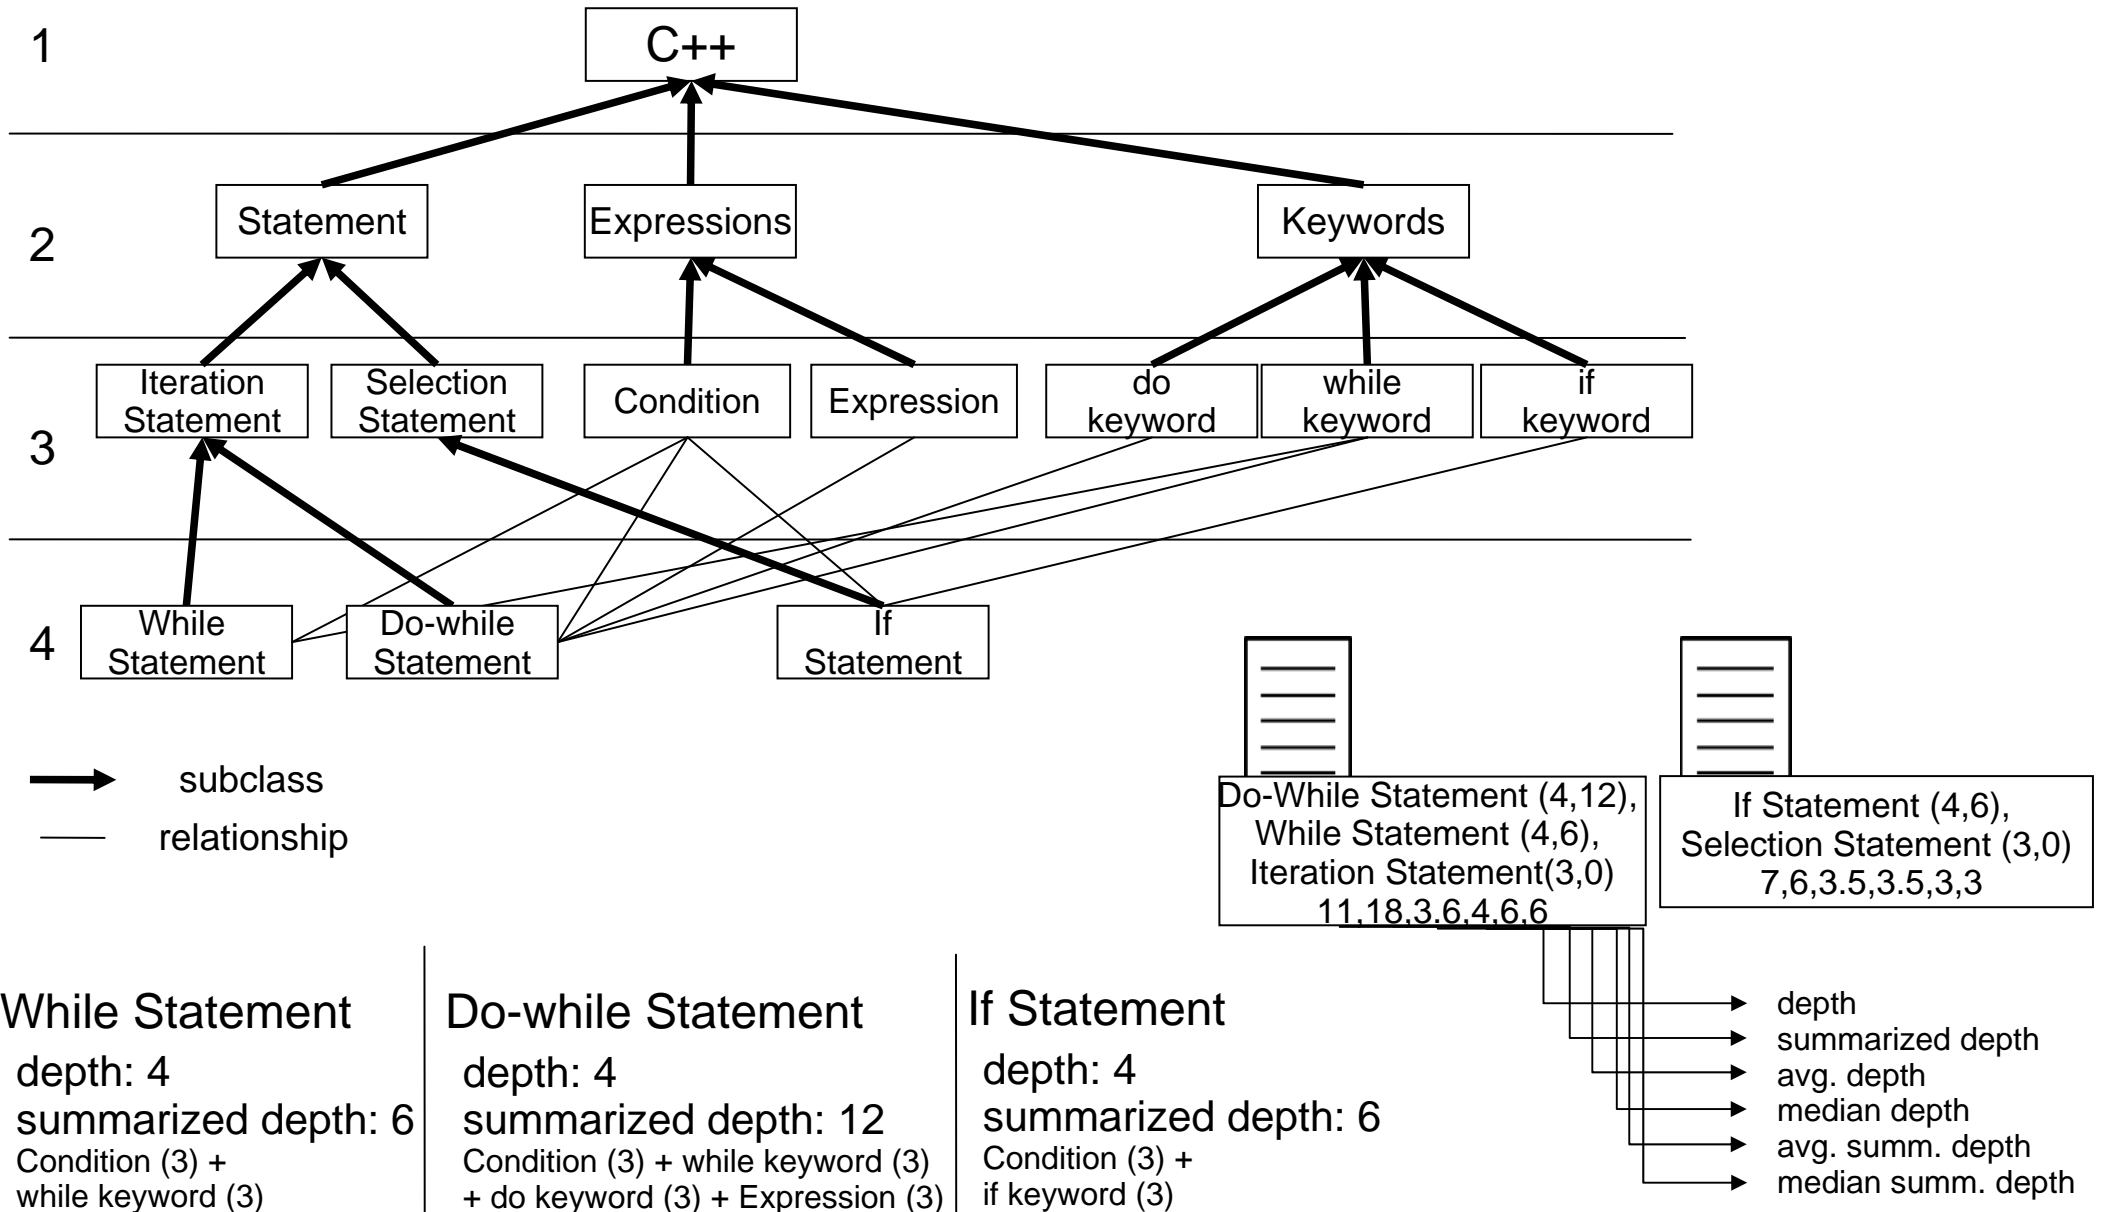 1
C++
2
Statement
Expressions
Keywords
3
Iteration
Statement
Selection
Statement
Condition
Expression
do
keyword
while
keyword
if
keyword
4
While
Statement
Do-while
Statement
If
Statement
subclass
relationship
Do-While Statement (4,12),
While Statement (4,6),
Iteration Statement(3,0)
11,18,3.6,4,6,6
If Statement (4,6),
Selection Statement (3,0)
7,6,3.5,3.5,3,3
depth
summarized depth
avg. depth
median depth
avg. summ. depth
median summ. depth
While Statement
depth: 4
summarized depth: 6
Condition (3) +
while keyword (3)
Do-while Statement
depth: 4
summarized depth: 12
Condition (3) + while keyword (3)
+ do keyword (3) + Expression (3)
If Statement
depth: 4
summarized depth: 6
Condition (3) +
if keyword (3)